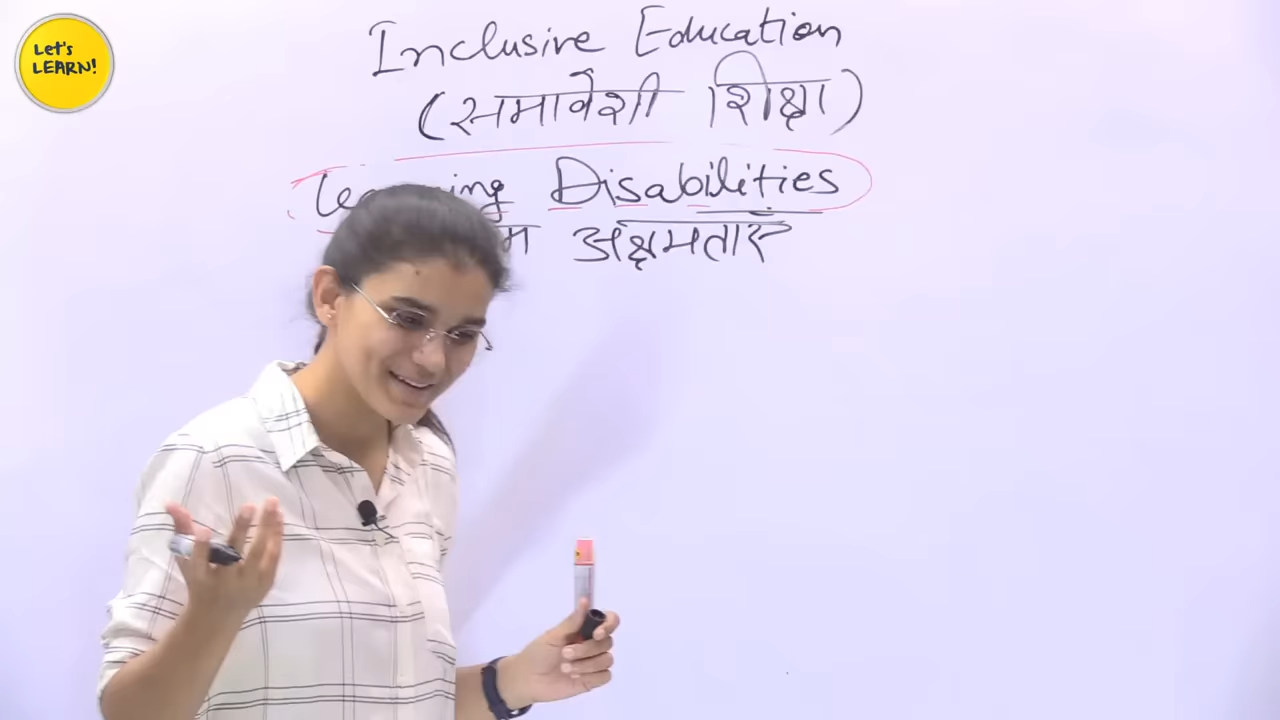 Let's
LEARN!
Inclusive Education
(समावेशी शिक्षा)
Disabilities
अक्षमताएं